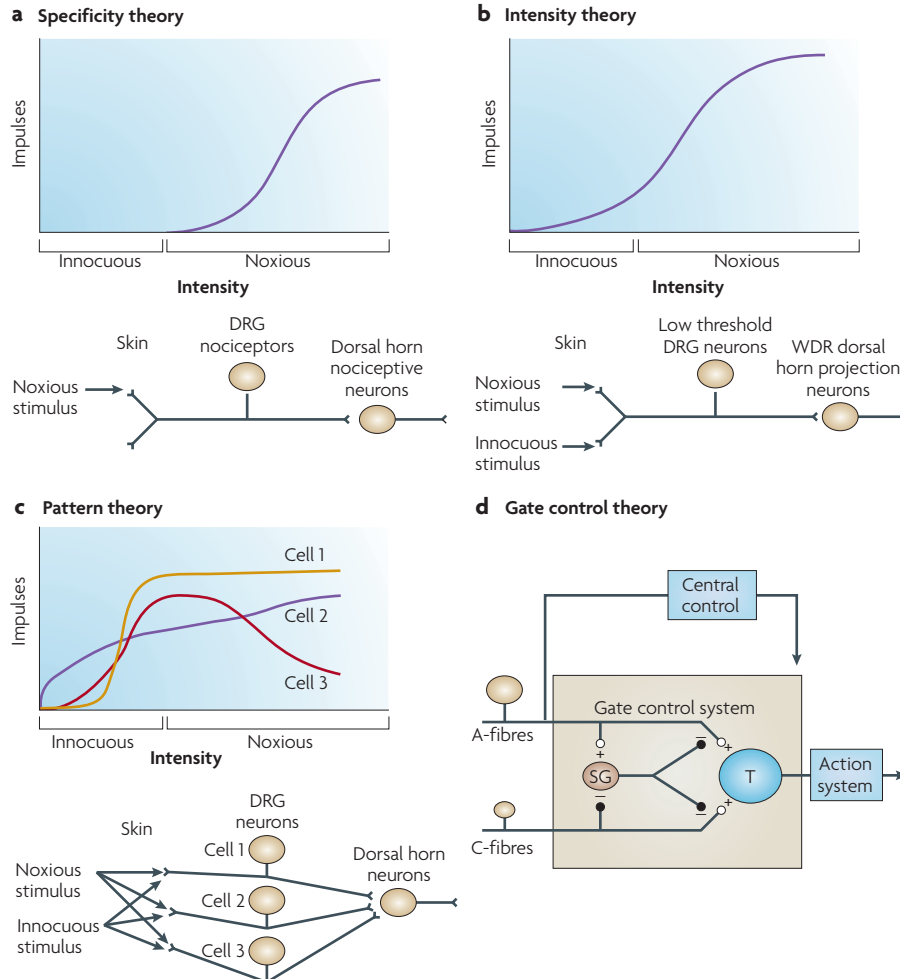 a Specificity theory
Impulses
Innocuous
Noxious
Intensity
Skin
DRG
nociceptors
Dorsal horn
nociceptive
neurons
Noxious
stimulus
b Intensity theory
Impulses
Innocuous
Noxious
Intensity
Skin
Low threshold
DRG neurons
WDR dorsal
horn projection
neurons
Noxious
stimulus
Innocuous
stimulus
c Pattern theory
Impulses
Cell 1
Cell 2
Cell 3
Innocuous
Noxious
Intensity
Skin
DRG
neurons
Cell 1
Cell 2
Cell 3
Dorsal horn
neurons
Noxious
stimulus
Innocuous
stimulus
d Gate control theory
Central
control
Gate control system
A-fibres
C-fibres
+
–
–
+
SG
T
–
+
Action
system